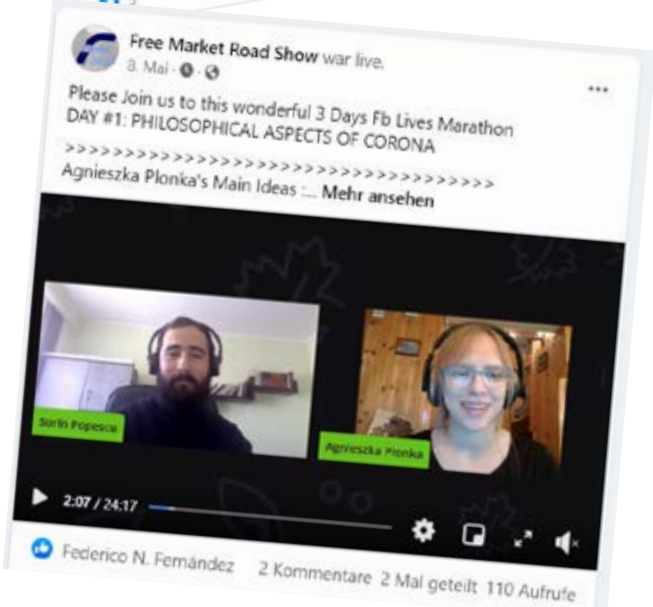 Free Market Road Show war live.
8. Mai
Please Join us to this wonderful 3 Days Fb Lives Marathon
DAY #1: PHILOSOPHICAL ASPECTS OF CORONA
>>>>>>>>>>>>>>>>>>>>>>>>>>>>>>>>>>>>
Agnieszka Plonka's Main Ideas :... Mehr ansehen
Sorin Popescu
Agnieszka Plonka
2:07 / 24:17
Federico N. Fernández 2 Kommentare 2 Mal geteilt 110 Aufrufe